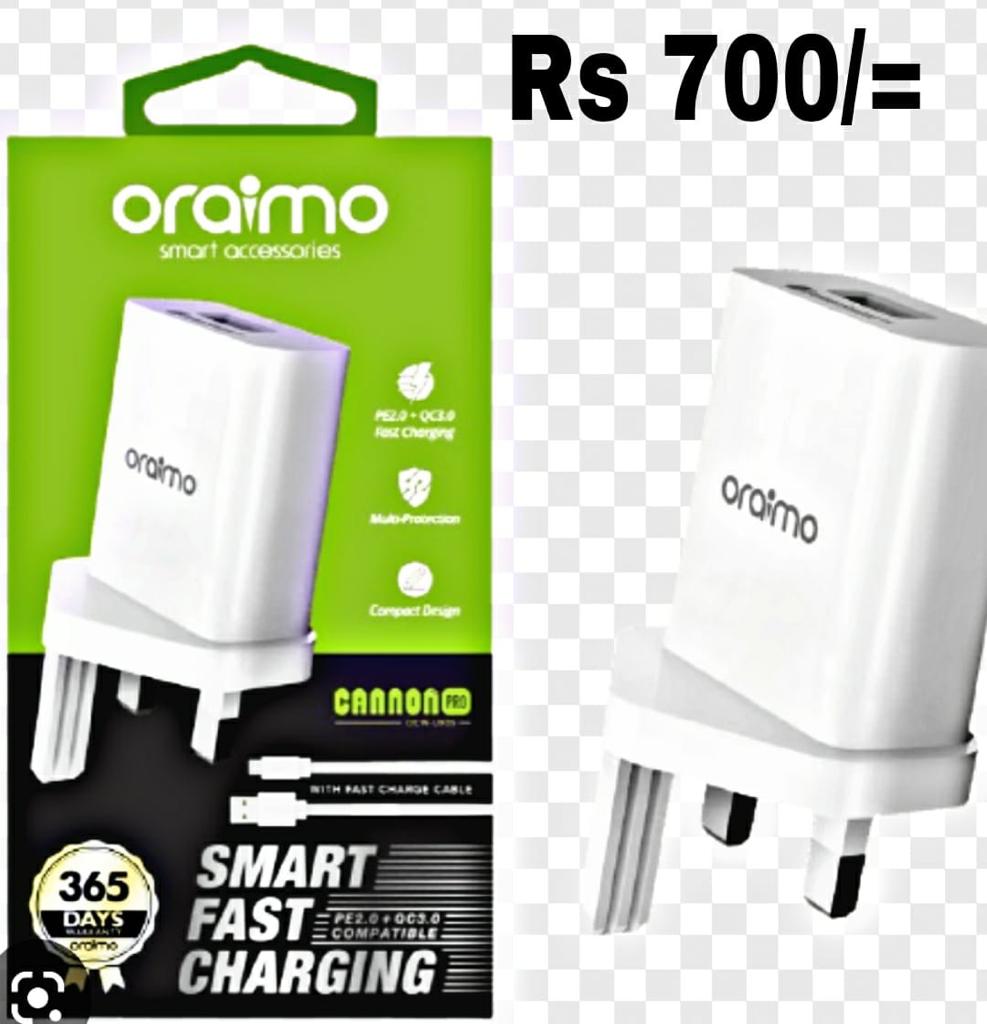 Rs 700/=
oraimo
smart accessories
PE2.0 + QC3.0
Fast Charging
oraimo
Multi-Protection
Compact Design
oraimo
CANNON PRO
WITH FAST CHARGE CABLE
365
DAYS
WARRANTY
oraimo
SMART
FAST
PE2.0 + QC3.0
COMPATIBLE
CHARGING